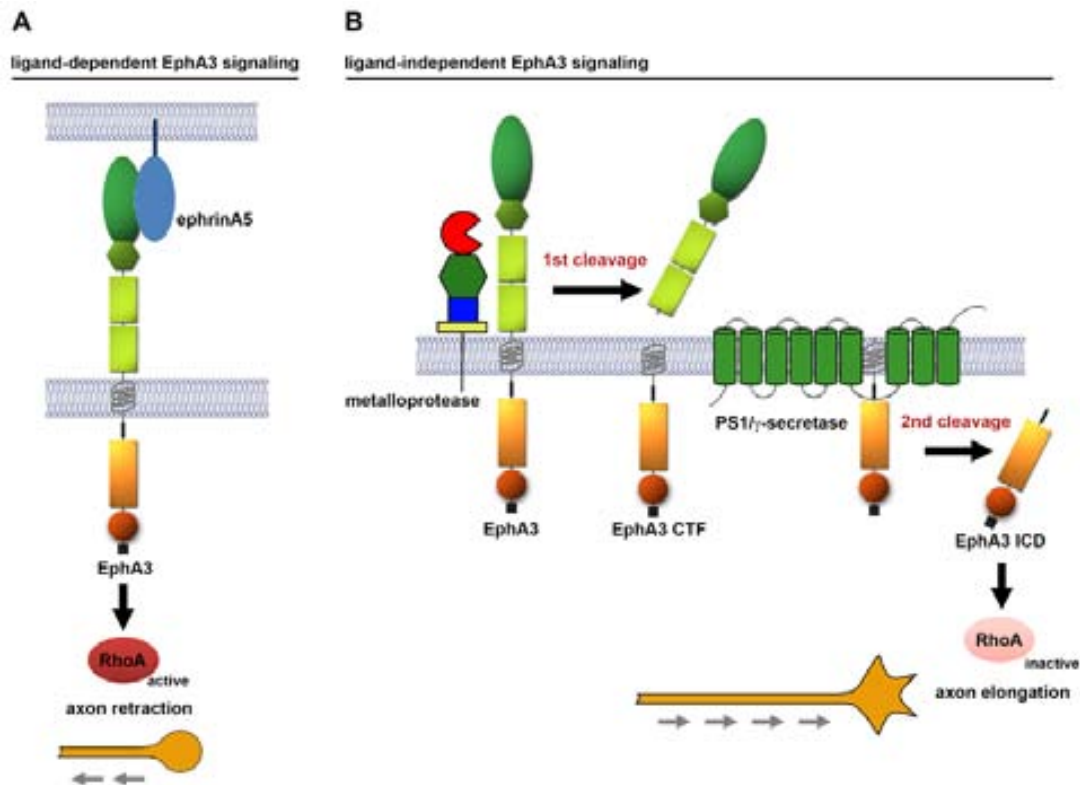 A
ligand-dependent EphA3 signaling
ephrinA5
EphA3
RhoA
active
axon retraction
B
ligand-independent EphA3 signaling
1st cleavage
metalloprotease
PS1/γ-secretase
2nd cleavage
EphA3
EphA3 CTF
EphA3 ICD
RhoA
inactive
axon elongation